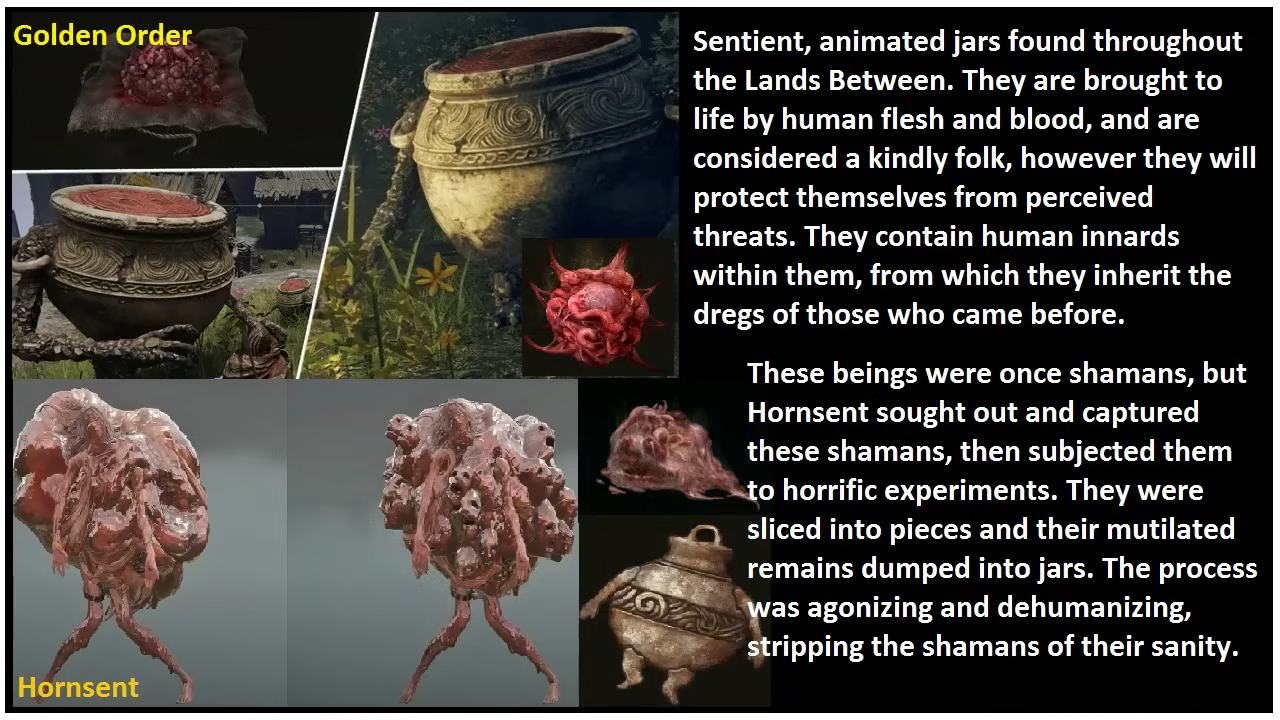 Golden Order
Sentient, animated jars found throughout
the Lands Between. They are brought to
life by human flesh and blood, and are
considered a kindly folk, however they will
protect themselves from perceived
threats. They contain human innards
within them, from which they inherit the
dregs of those who came before.
These beings were once shamans, but
Hornsent sought out and captured
these shamans, then subjected them
to horrific experiments. They were
sliced into pieces and their mutilated
remains dumped into jars. The process
was agonizing and dehumanizing,
stripping the shamans of their sanity.
Hornsent